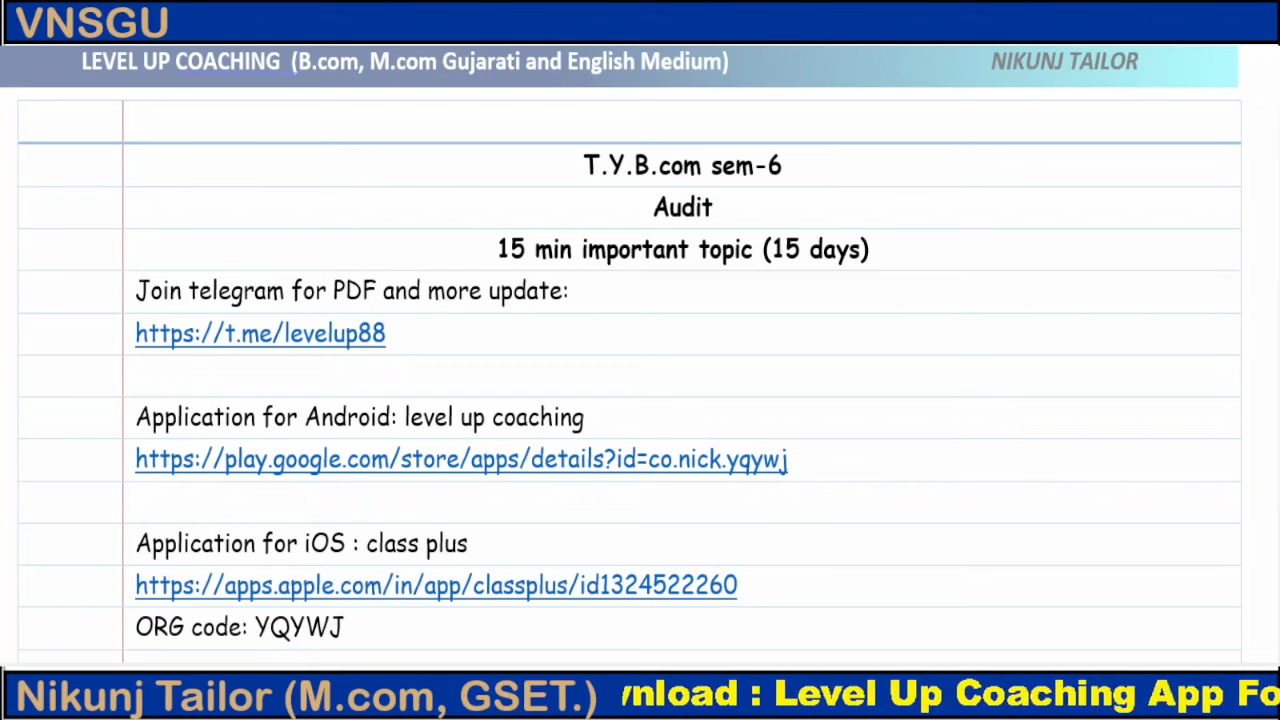 VNSGU
LEVEL UP COACHING (B.com, M.com Gujarati and English Medium)
NIKUNJ TAILOR
T.Y.B.com sem-6
Audit
15 min important topic (15 days)
Join telegram for PDF and more update:
https://t.me/levelup88
Application for Android: level up coaching
https://play.google.com/store/apps/details?id=co.nick.yqywj
Application for iOS : class plus
https://apps.apple.com/in/app/classplus/id1324522260
ORG code: YQYWJ
Nikunj Tailor (M.com, GSET.)
: Level Up Coaching App